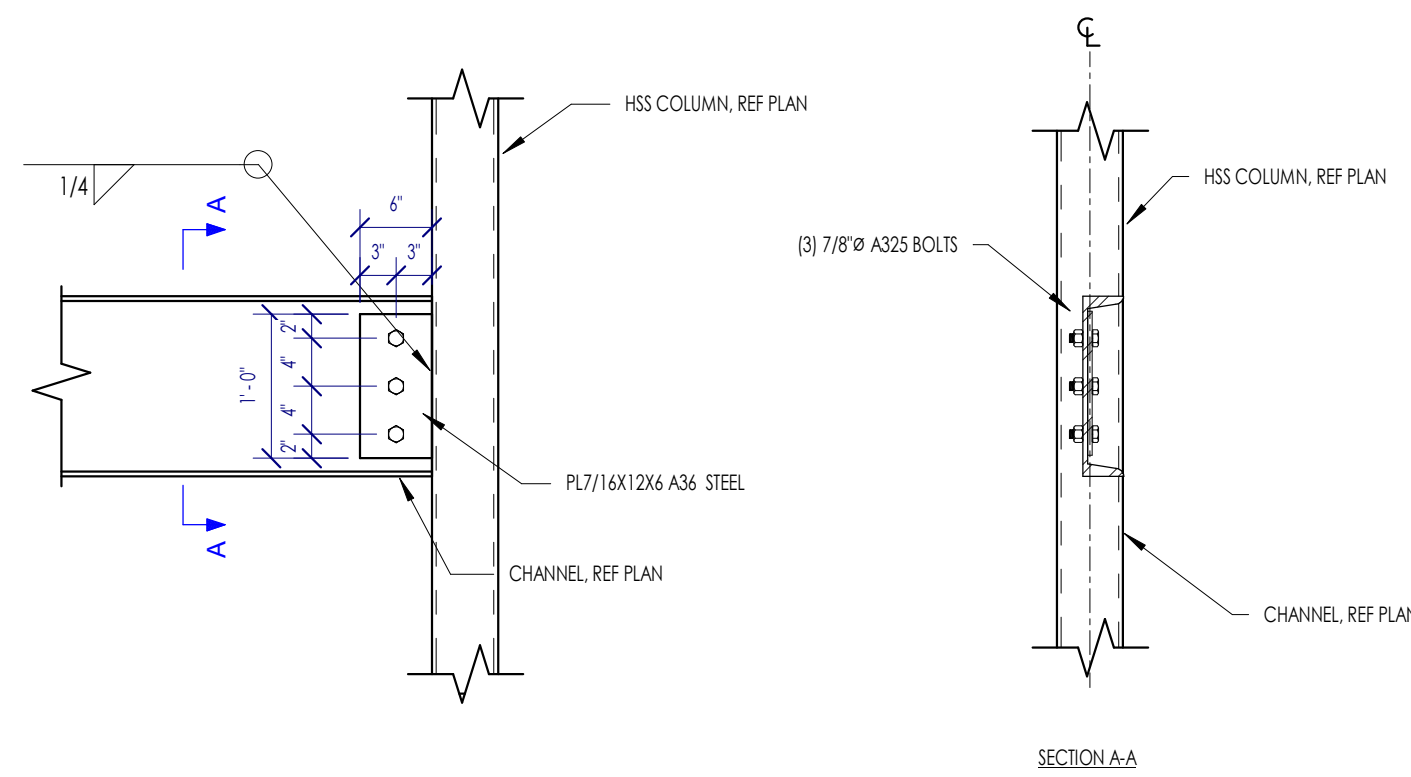 HSS COLUMN, REF PLAN
1/4
A
6"
3" 3"
2"
4"
1'-0"
4"
2"
PL7/16X12X6 A36 STEEL
A
CHANNEL, REF PLAN
℄
HSS COLUMN, REF PLAN
(3) 7/8"Ø A325 BOLTS
CHANNEL, REF PLAN
SECTION A-A